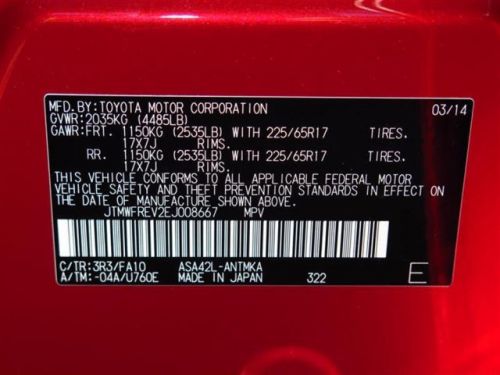 MFD. BY: TOYOTA MOTOR CORPORATION 03/14
GVWR: 2035KG (4485LB)
GAWR: FRT. 1150KG (2535LB) WITH 225/65R17 TIRES.
17X7J RIMS.
RR. 1150KG (2535LB) WITH 225/65R17 TIRES.
17X7J RIMS.
THIS VEHICLE CONFORMS TO ALL APPLICABLE FEDERAL MOTOR
VEHICLE SAFETY AND THEFT PREVENTION STANDARDS IN EFFECT ON
THE DATE OF MANUFACTURE SHOWN ABOVE.
JTMWFREV2EJ008667 MPV
C/TR: 3R3/FA10 ASA42L-ANTMKA
A/TM: -04A/U760E MADE IN JAPAN 322 E